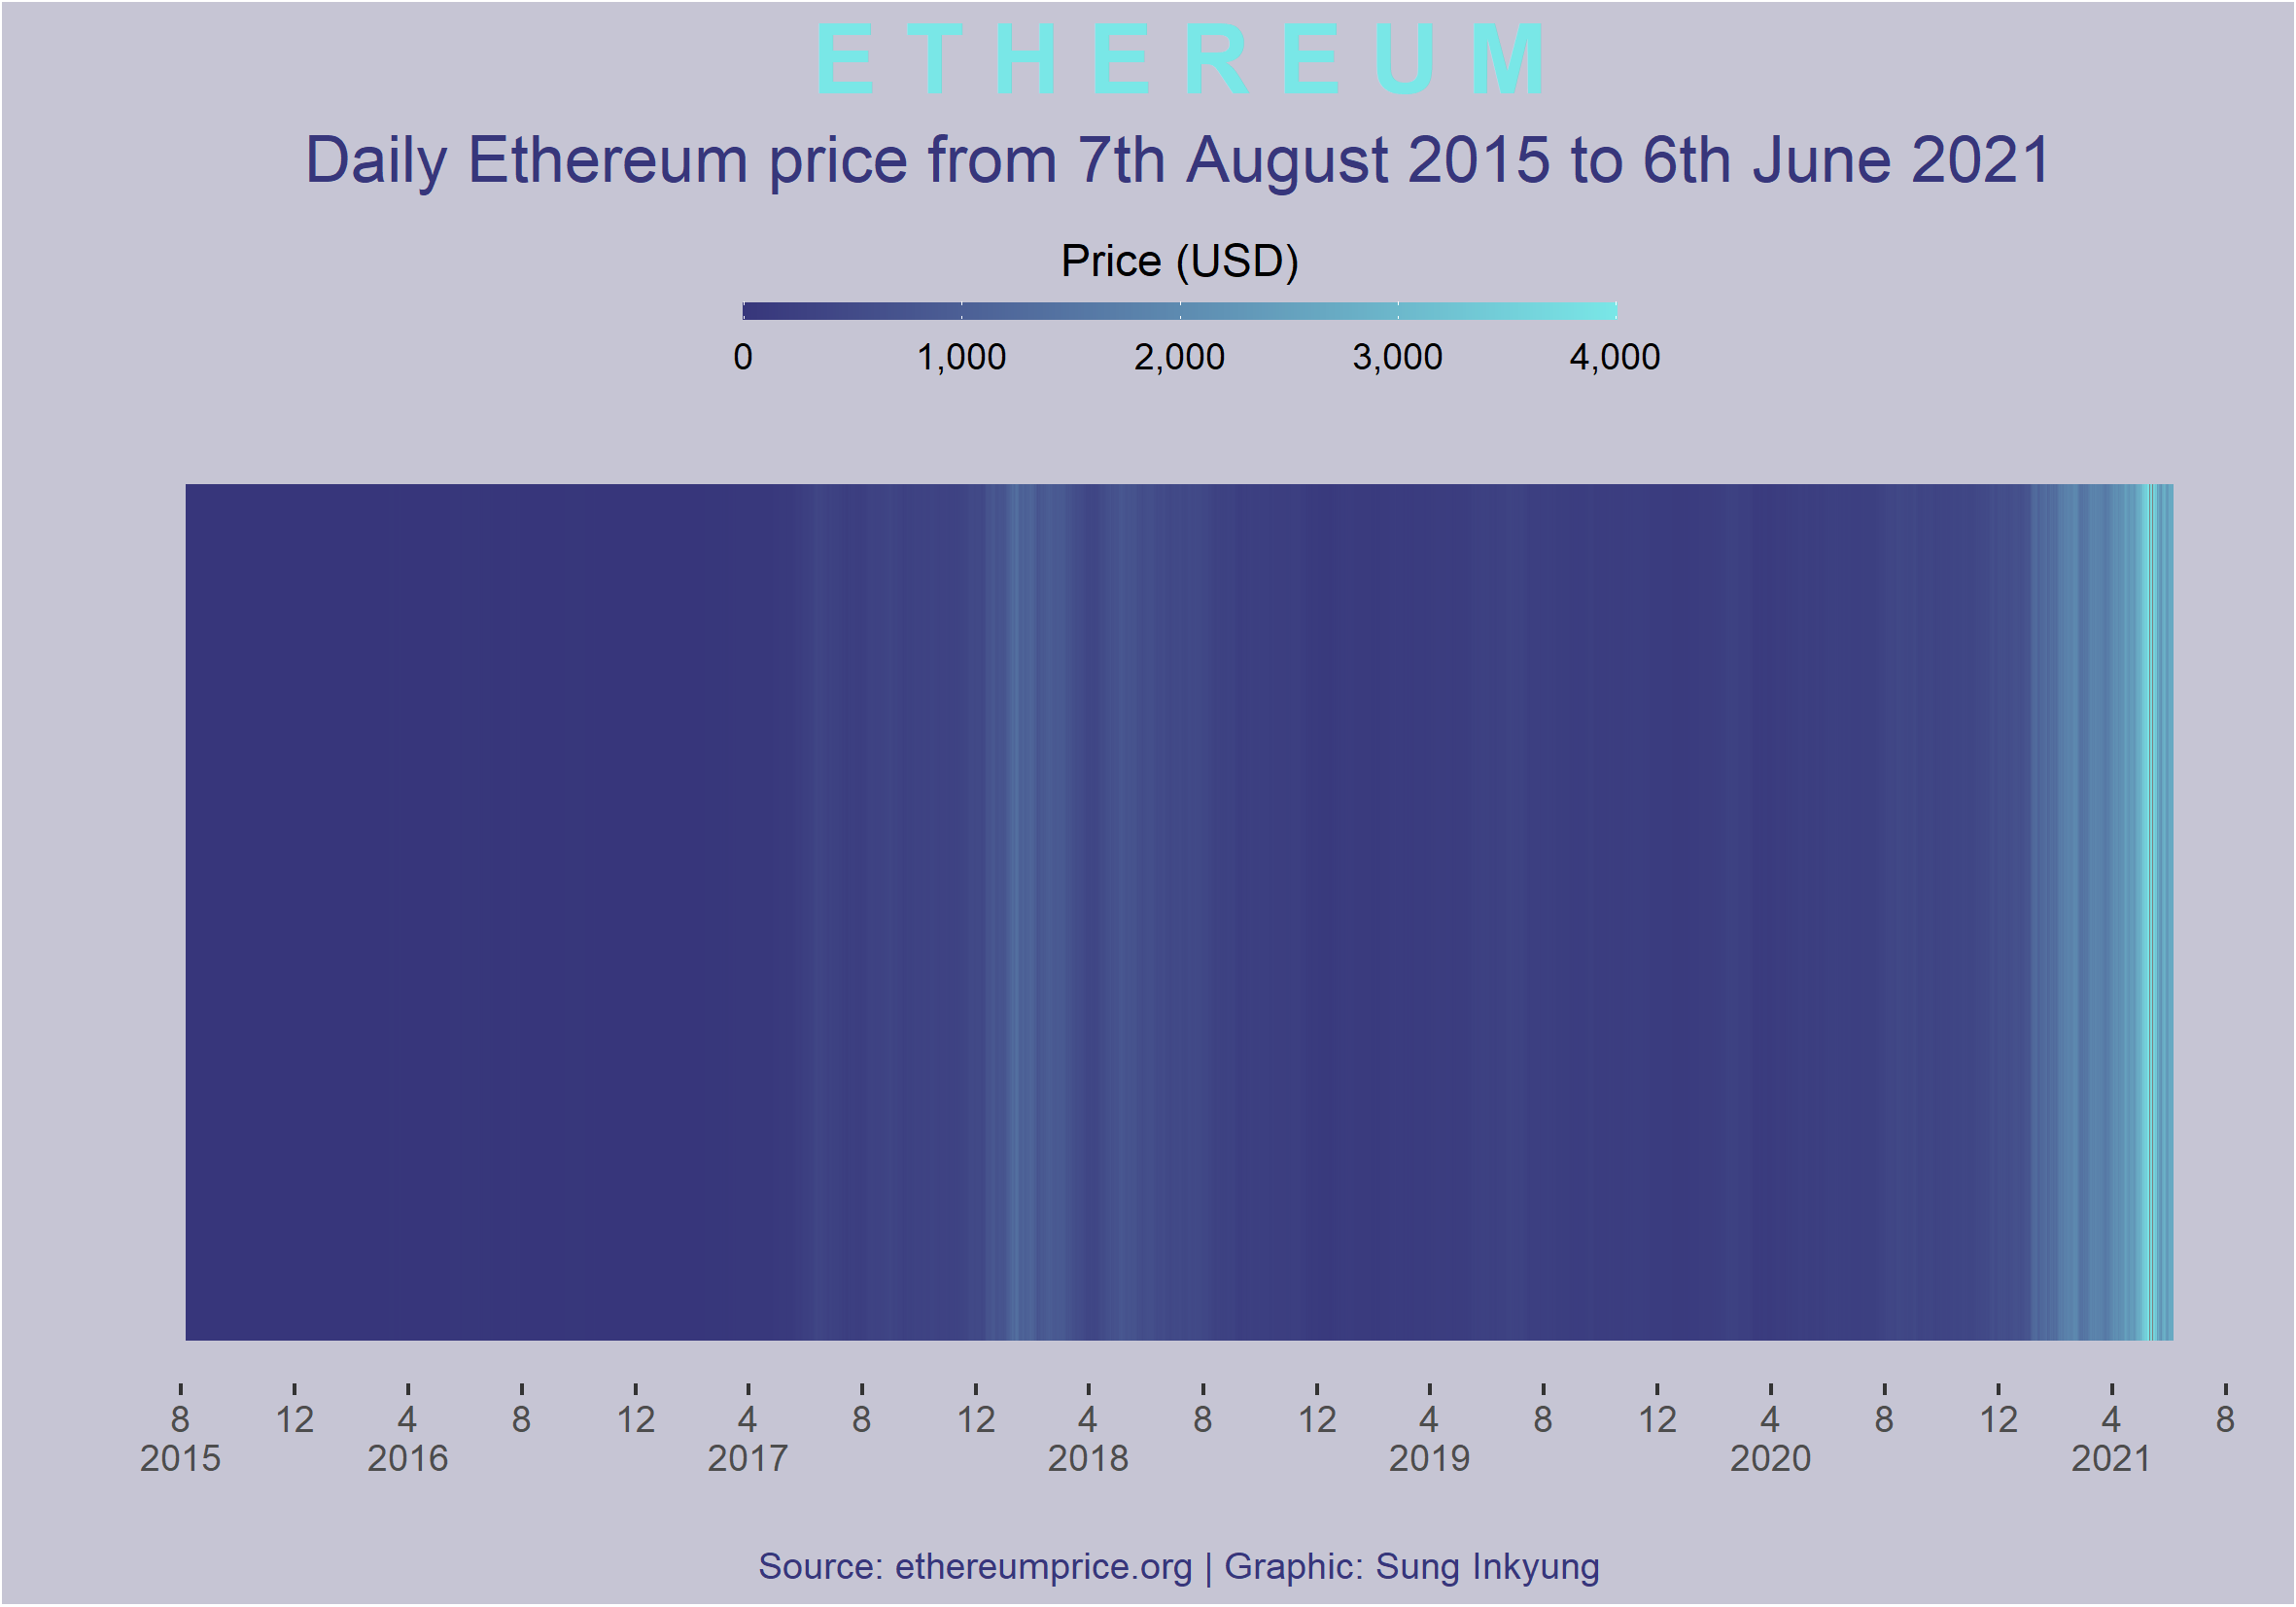 ETHEREUM
Daily Ethereum price from 7th August 2015 to 6th June 2021
Price (USD)
0 1,000 2,000 3,000 4,000
8 12 4 8 12 4 8 12 4 8 12 4 8 12 4 8 12 4 8
2015 2016 2017 2018 2019 2020 2021
Source: ethereumprice.org | Graphic: Sung Inkyung